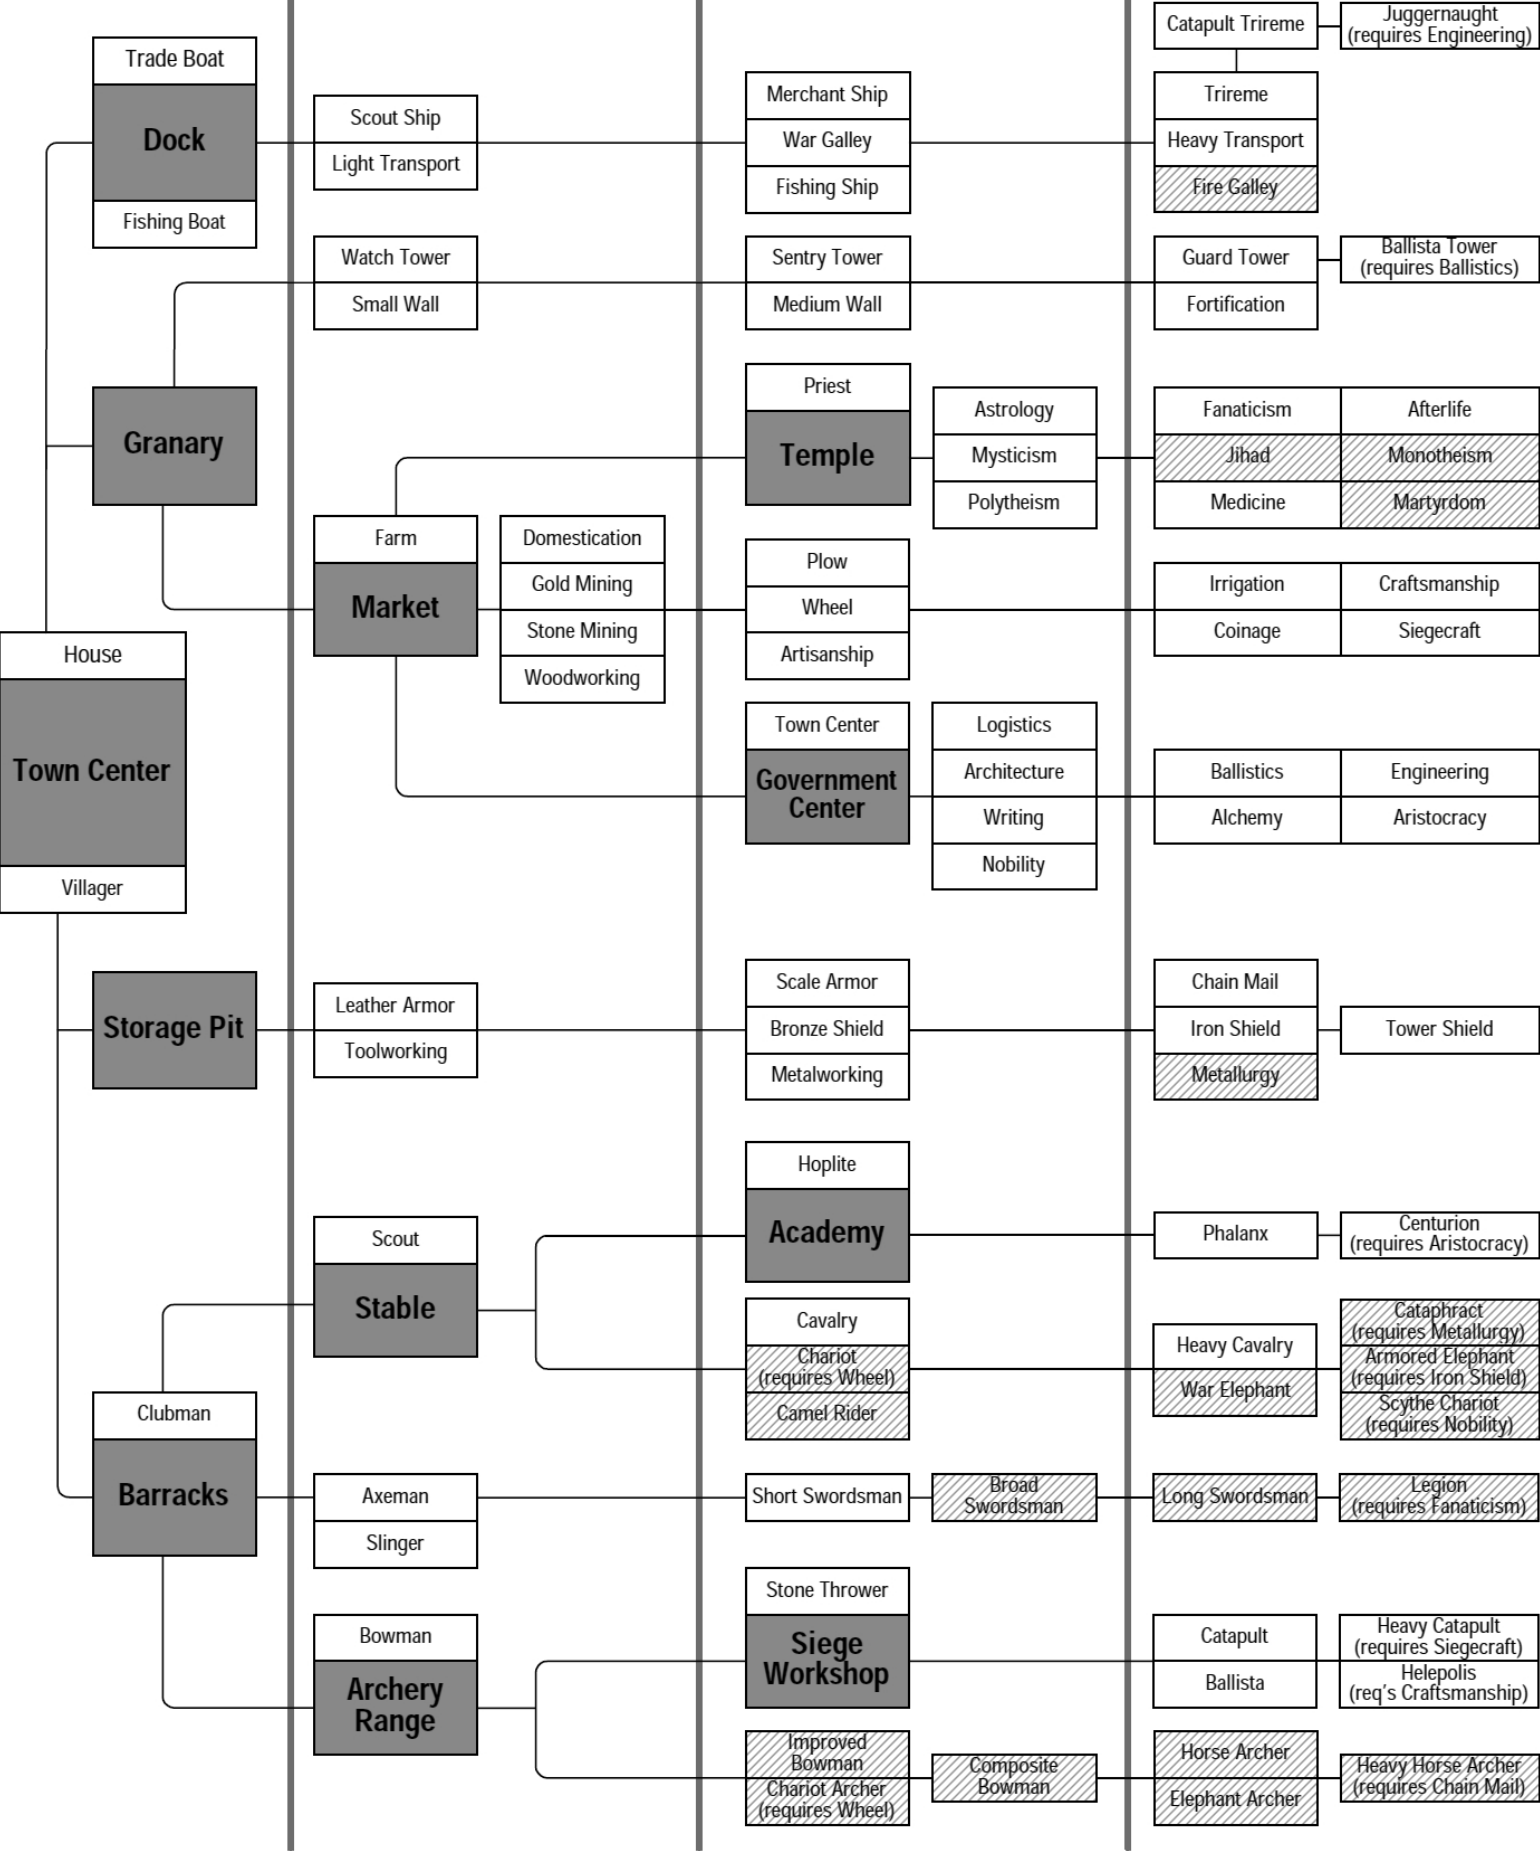 Catapult Trireme
Juggernaught
(requires Engineering)
Trade Boat
Dock
Fishing Boat
Scout Ship
Light Transport
Merchant Ship
War Galley
Fishing Ship
Trireme
Heavy Transport
Fire Galley
Watch Tower
Small Wall
Sentry Tower
Medium Wall
Guard Tower
Fortification
Ballista Tower
(requires Ballistics)
Granary
Priest
Temple
Astrology
Mysticism
Polytheism
Fanaticism
Afterlife
Jihad
Monotheism
Medicine
Martyrdom
Farm
Market
Domestication
Gold Mining
Stone Mining
Woodworking
Plow
Wheel
Artisanship
Irrigation
Craftsmanship
Coinage
Siegecraft
House
Town Center
Villager
Town Center
Government
Center
Logistics
Architecture
Writing
Nobility
Ballistics
Engineering
Alchemy
Aristocracy
Storage Pit
Leather Armor
Toolworking
Scale Armor
Bronze Shield
Metalworking
Chain Mail
Iron Shield
Metallurgy
Tower Shield
Hoplite
Academy
Phalanx
Centurion
(requires Aristocracy)
Scout
Stable
Cavalry
Chariot
(requires Wheel)
Camel Rider
Heavy Cavalry
War Elephant
Cataphract
(requires Metallurgy)
Armored Elephant
(requires Iron Shield)
Scythe Chariot
(requires Nobility)
Clubman
Barracks
Axeman
Slinger
Short Swordsman
Broad
Swordsman
Long Swordsman
Legion
(requires Fanaticism)
Stone Thrower
Siege
Workshop
Catapult
Ballista
Heavy Catapult
(requires Siegecraft)
Helepolis
(req's Craftsmanship)
Bowman
Archery
Range
Improved
Bowman
Chariot Archer
(requires Wheel)
Composite
Bowman
Horse Archer
Elephant Archer
Heavy Horse Archer
(requires Chain Mail)